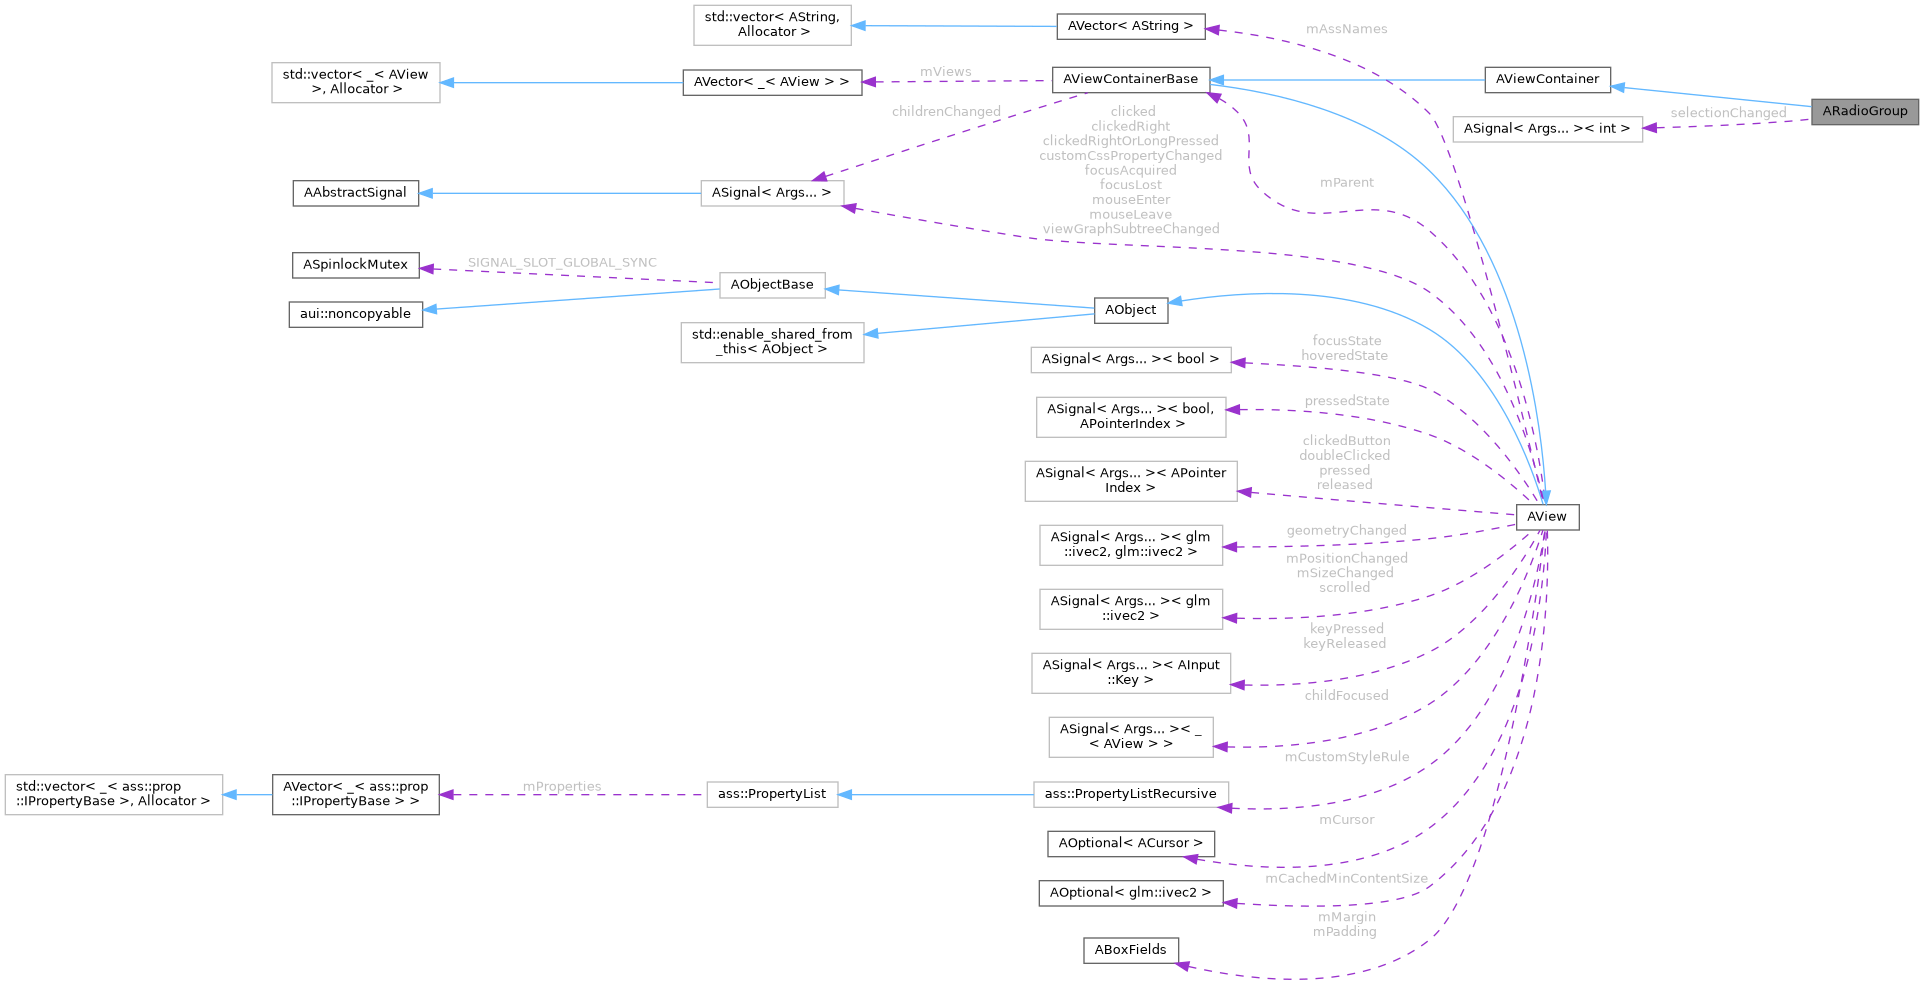 std::vector< AString,
Allocator >
AVector< AString >
mAssNames
std::vector< _< AView
>, Allocator >
AVector< _< AView > >
mViews
AViewContainerBase
AViewContainer
ARadioGroup
selectionChanged
ASignal< Args... >< int >
childrenChanged
clicked
clickedRight
clickedRightOrLongPressed
customCssPropertyChanged
focusAcquired
focusLost
mouseEnter
mouseLeave
viewGraphSubtreeChanged
mParent
AAbstractSignal
ASignal< Args... >
ASpinlockMutex
SIGNAL_SLOT_GLOBAL_SYNC
AObjectBase
aui::noncopyable
AObject
std::enable_shared_from
_this< AObject >
ASignal< Args... >< bool >
focusState
hoveredState
ASignal< Args... >< bool,
APointerIndex >
pressedState
ASignal< Args... >< APointer
Index >
clickedButton
doubleClicked
pressed
released
AView
ASignal< Args... >< glm
::ivec2, glm::ivec2 >
geometryChanged
ASignal< Args... >< glm
::ivec2 >
mPositionChanged
mSizeChanged
scrolled
ASignal< Args... >< AInput
::Key >
keyPressed
keyReleased
ASignal< Args... >< _
< AView > >
childFocused
std::vector< _< ass::prop
::IPropertyBase >, Allocator >
AVector< _< ass::prop
::IPropertyBase > >
mProperties
ass::PropertyList
ass::PropertyListRecursive
mCustomStyleRule
AOptional< ACursor >
mCursor
AOptional< glm::ivec2 >
mCachedMinContentSize
ABoxFields
mMargin
mPadding